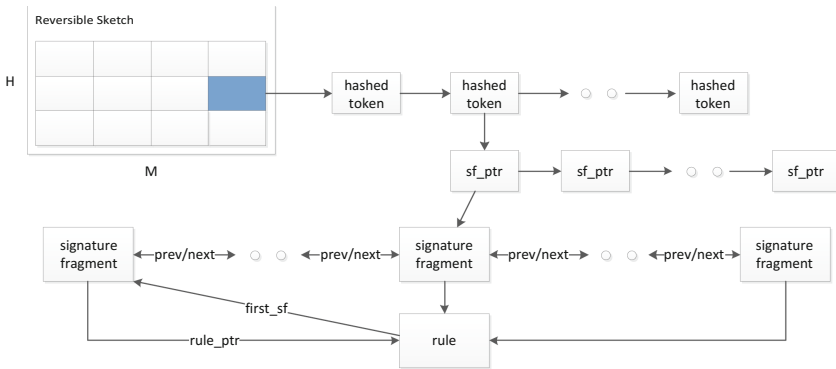 Reversible Sketch
H
hashed
token
hashed
token
hashed
token
M
sf_ptr
sf_ptr
sf_ptr
signature
fragment
prev/next
prev/next
signature
fragment
prev/next
prev/next
signature
fragment
first_sf
rule_ptr
rule